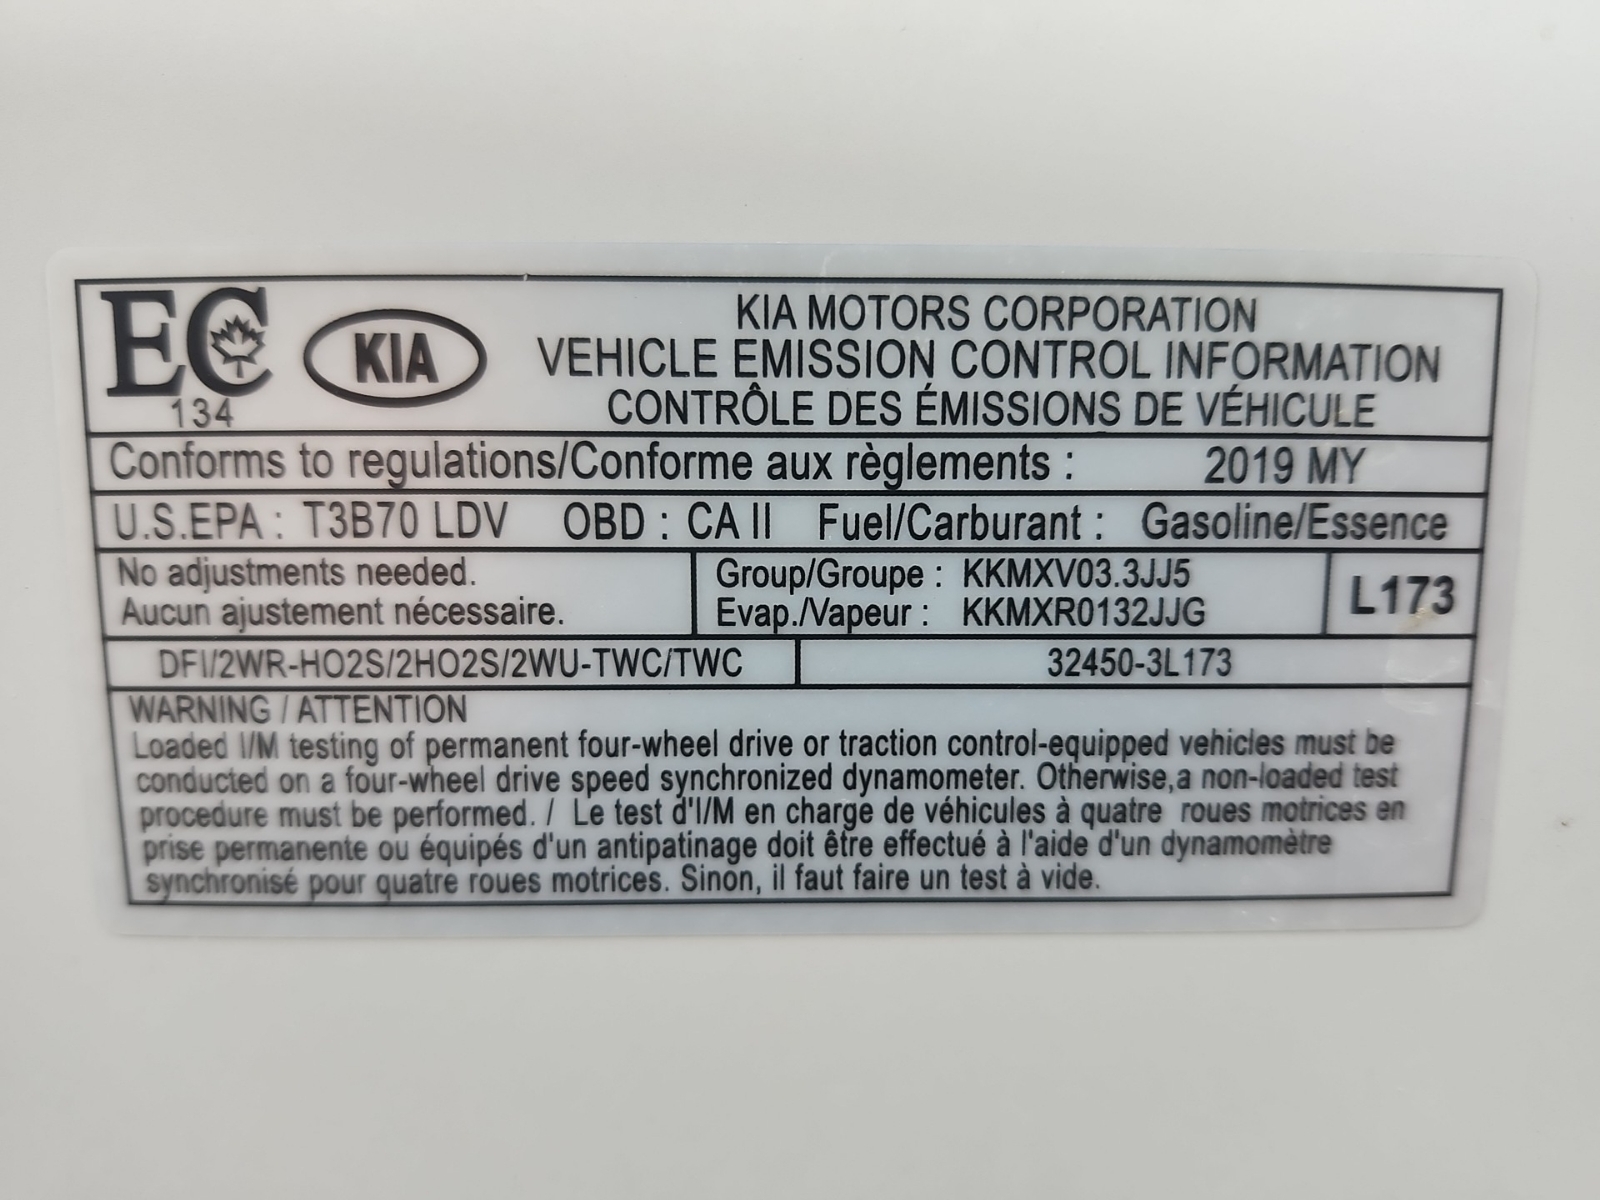 EC
134
KIA
KIA MOTORS CORPORATION
VEHICLE EMISSION CONTROL INFORMATION
CONTRÔLE DES ÉMISSIONS DE VÉHICULE
Conforms to regulations/Conforme aux règlements : 2019 MY
U.S.EPA : T3B70 LDV OBD : CA II Fuel/Carburant : Gasoline/Essence
No adjustments needed.
Aucun ajustement nécessaire.
Group/Groupe : KKMXV03.3JJ5
Evap./Vapeur : KKMXR0132JJG
L173
DFI/2WR-HO2S/2HO2S/2WU-TWC/TWC
32450-3L173
WARNING / ATTENTION
Loaded I/M testing of permanent four-wheel drive or traction control-equipped vehicles must be
conducted on a four-wheel drive speed synchronized dynamometer. Otherwise,a non-loaded test
procedure must be performed. / Le test d'I/M en charge de véhicules à quatre roues motrices en
prise permanente ou équipés d'un antipatinage doit être effectué à l'aide d'un dynamomètre
synchronisé pour quatre roues motrices. Sinon, il faut faire un test à vide.